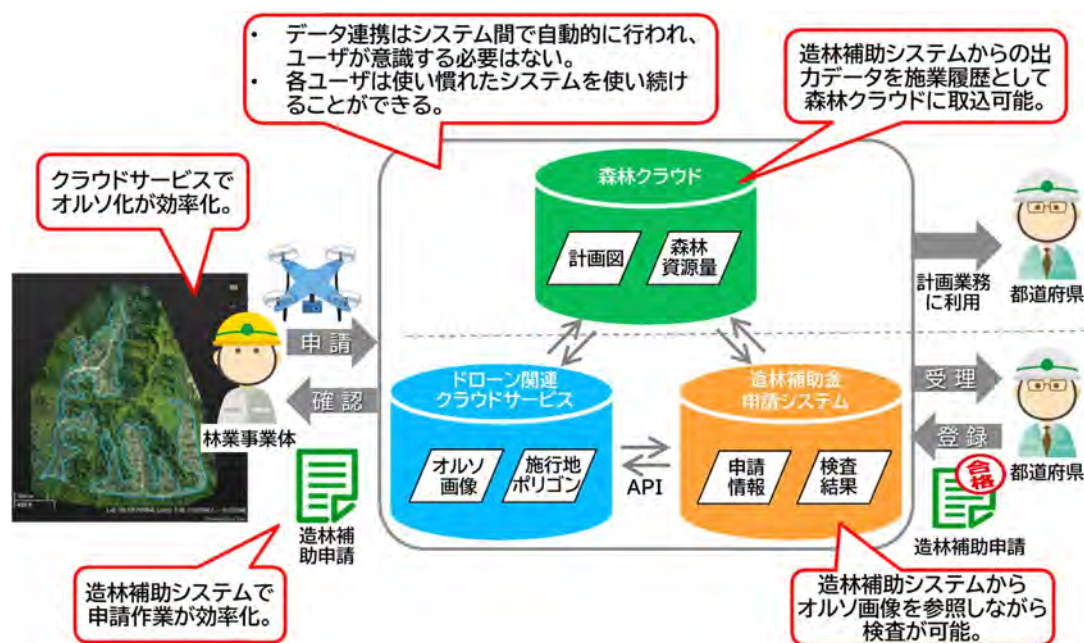 • データ連携はシステム間で自動的に行われ、
ユーザが意識する必要はない。
• 各ユーザは使い慣れたシステムを使い続け
ることができる。
造林補助システムからの出
力データを施業履歴として
森林クラウドに取込可能。
クラウドサービスで
オルソ化が効率化。
森林クラウド
計画図
森林
資源量
計画業務
に利用
都道府県
申請
確認
林業事業体
ドローン関連
クラウドサービス
オルソ
画像
施行地
ポリゴン
API
造林補助金
申請システム
申請
情報
検査
結果
受理
登録
都道府県
合格
造林補助申請
造林補
助申請
造林補助システムで
申請作業が効率化。
造林補助システムから
オルソ画像を参照しながら
検査が可能。